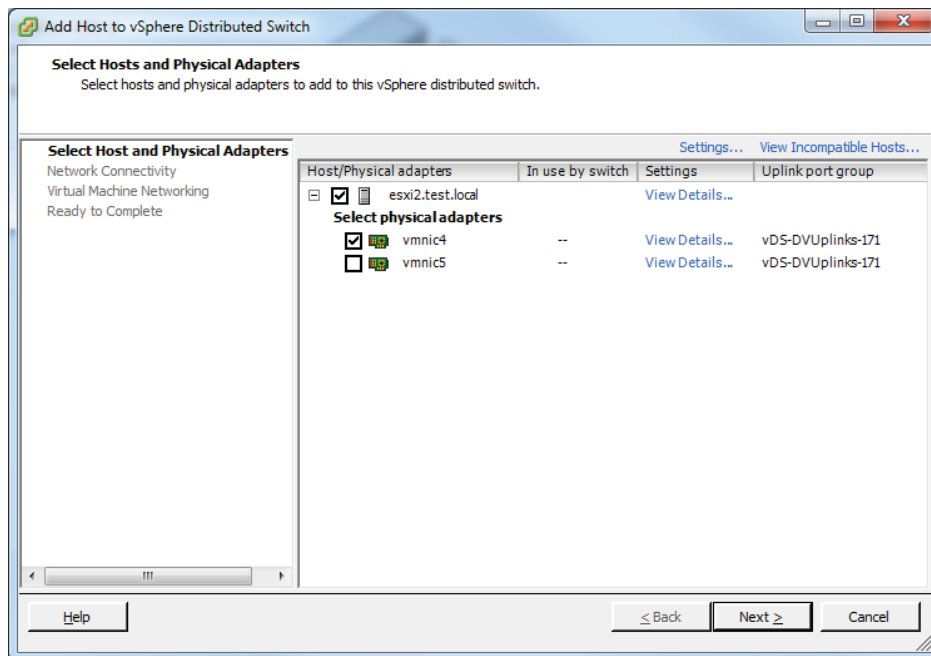 Add Host to vSphere Distributed Switch
Select Hosts and Physical Adapters
Select hosts and physical adapters to add to this vSphere distributed switch.
Select Host and Physical Adapters
Network Connectivity
Virtual Machine Networking
Ready to Complete
Settings... View Incompatible Hosts...
Host/Physical adapters In use by switch Settings Uplink port group
esxi2.test.local View Details...
Select physical adapters
vmnic4 -- View Details... vDS-DVUplinks-171
vmnic5 -- View Details... vDS-DVUplinks-171
Help < Back Next > Cancel